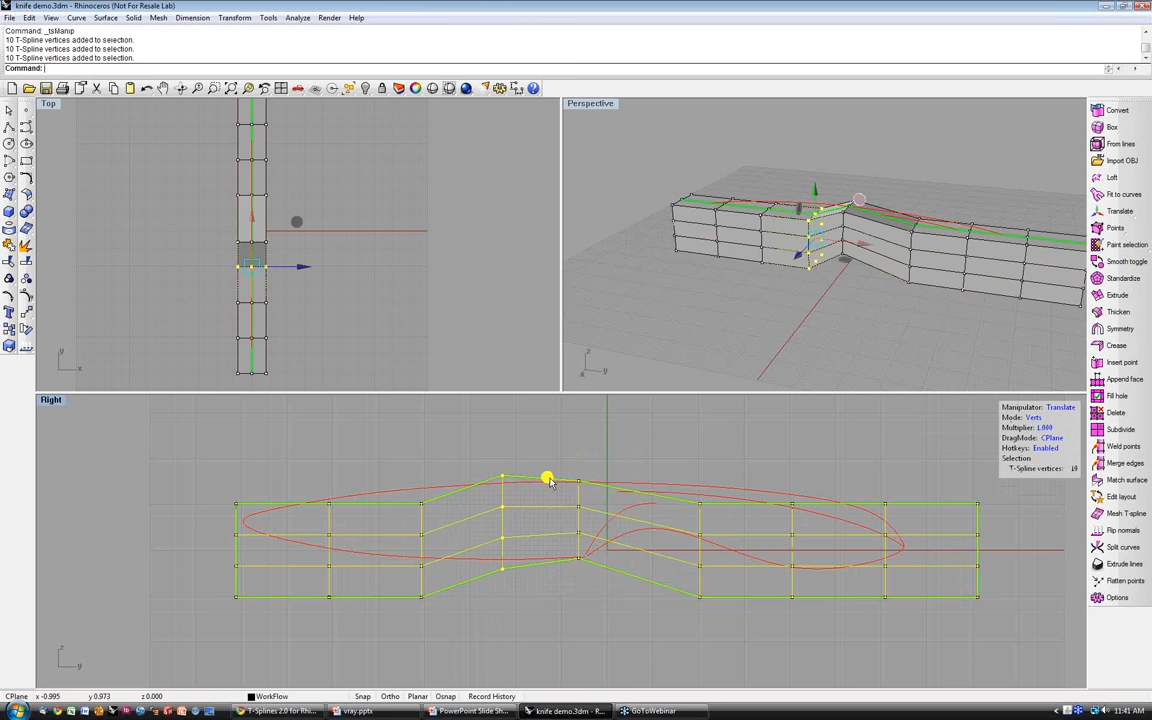 knife demo.3dm - Rhinoceros (Not For Resale Lab)
File Edit View Curve Surface Solid Mesh Dimension Transform Tools Analyze Render Help
Command: _tsManip
10 T-Spline vertices added to selection.
10 T-Spline vertices added to selection.
10 T-Spline vertices added to selection.
Command:
Top
Perspective
Convert
Box
From lines
Import OBJ
Loft
Fit to curves
Translate
Points
Paint selection
Smooth toggle
Standardize
Extrude
Thicken
Symmetry
Crease
Insert point
Append face
Fill hole
Delete
Subdivide
Weld points
Merge edges
Match surface
Edit layout
Mesh T-spline
Flip normals
Split curves
Extrude lines
Flatten points
Options
y
x
z
x
y
Right
Manipulator: Translate
Mode: Verts
Multiplier: 1.000
DragMode: CPlane
Hotkeys: Enabled
Selection
T-Spline vertices: 10
z
y
CPlane x -0.995 y 0.973 z 0.000 WorkFlow Snap Ortho Planar Osnap Record History
T-Splines 2.0 for Rhi... vray.pptx PowerPoint Slide Sh... knife demo.3dm - R... GoToWebinar 11:41 AM